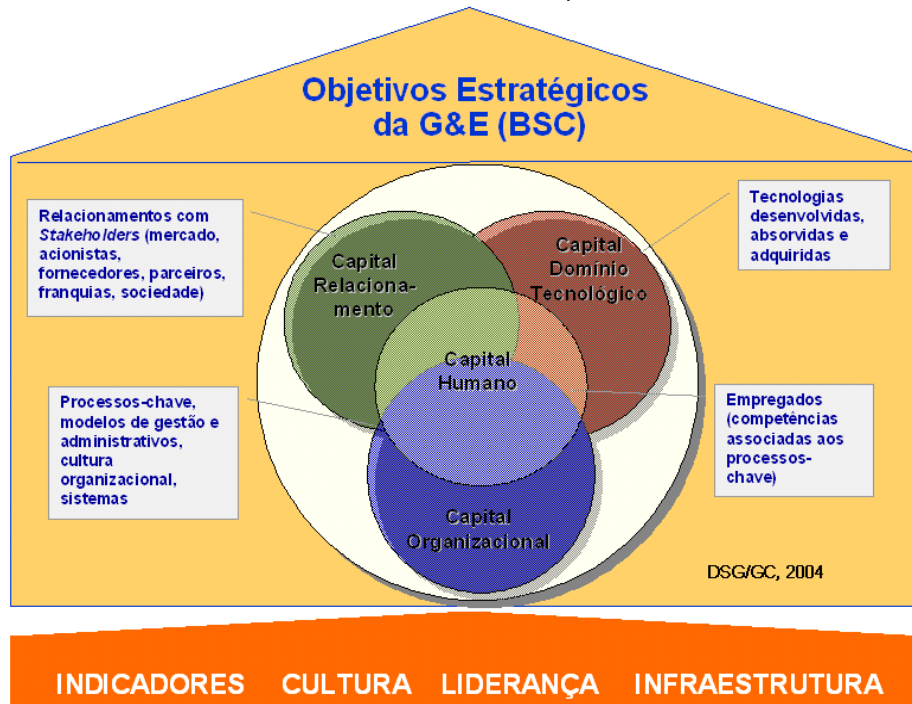 Objetivos Estratégicos
da G&E (BSC)
Relacionamentos com
Stakeholders (mercado,
acionistas,
fornecedores, parceiros,
franquias, sociedade)
Tecnologias
desenvolvidas,
absorvidas e
adquiridas
Capital
Relaciona-
mento
Capital
Domínio
Tecnológico
Capital
Humano
Processos-chave,
modelos de gestão e
administrativos,
cultura
organizacional,
sistemas
Empregados
(competências
associadas aos
processos-
chave)
Capital
Organizacional
DSG/GC, 2004
INDICADORES CULTURA LIDERANÇA INFRAESTRUTURA